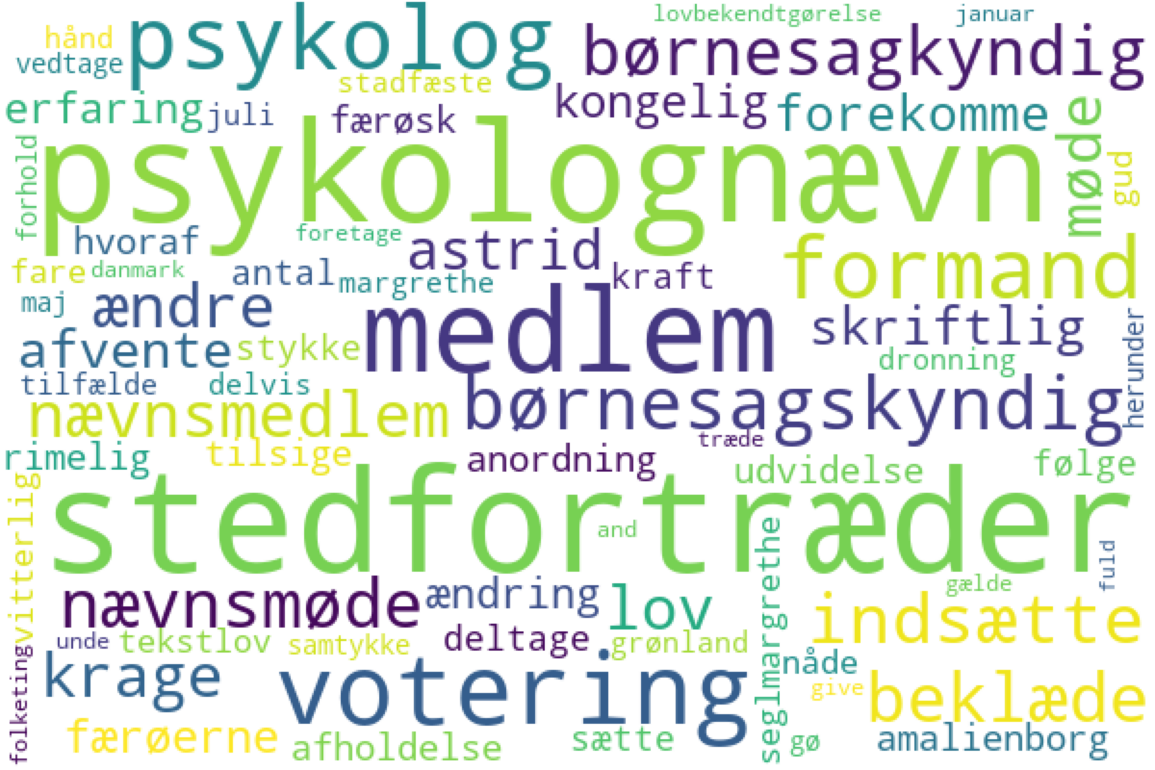 lovbekendtgørelse
januar
hånd
psykolog
børnesagkyndig
vedtage
stadfæste
kongelig
forekomme
erfaring
juli
færøsk
møde
forhold
psykolognævn
gud
hvoraf
foretage
astrid
formand
fare
danmark
antal
margrethe
kraft
maj
ændre
medlem
skriftlig
herunder
afvente
stykke
dronning
tilfælde
delvis
nævnsmedlem
børnesagskyndig
træde
rimelig
tilsige
anordning
udvidelse
følge
vitterlig
stedfortræder
and
seglmargrethe
fuld
nævnsmøde
ændring
lov
gælde
indsætte
unde
tekstlov
samtykke
deltage
grønland
folketing
krage
votering
nåde
give
beklæde
færøerne
afholdelse
sætte
gø
amalienborg